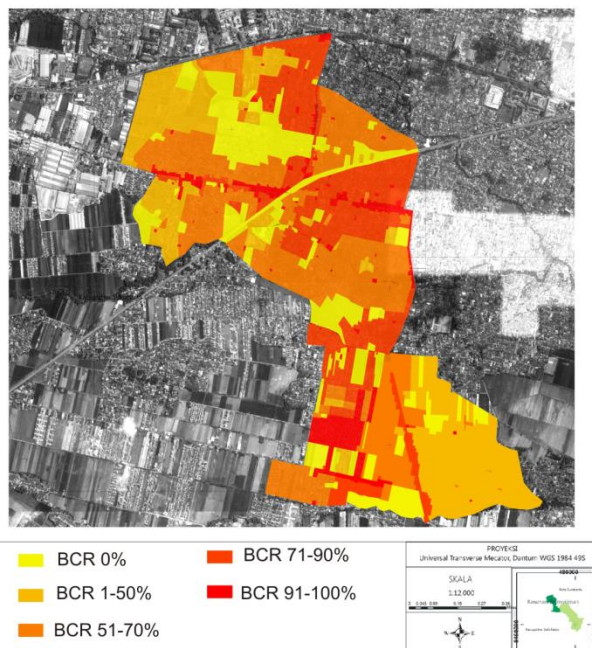 BCR 0%
BCR 1-50%
BCR 51-70%
BCR 71-90%
BCR 91-100%
PROYEKSI
Universal Transverse Mecator, Dantum WGS 1984 49S
SKALA
1:12,000